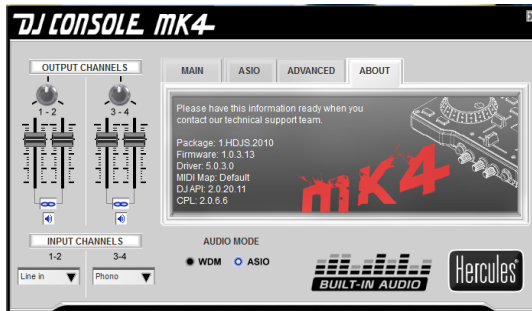 DJ CONSOLE MK4
OUTPUT CHANNELS
1 - 2
3 - 4
MAIN
ASIO
ADVANCED
ABOUT
Please have this information ready when you
contact our technical support team.
Package: 1.HDJS.2010
Firmware: 1.0.3.13
Driver: 5.0.3.0
MIDI Map: Default
DJ API: 2.0.20.11
CPL: 2.0.6.6
mk4
INPUT CHANNELS
1-2
3-4
Line in
Phono
AUDIO MODE
WDM
ASIO
BUILT-IN AUDIO
Hercules